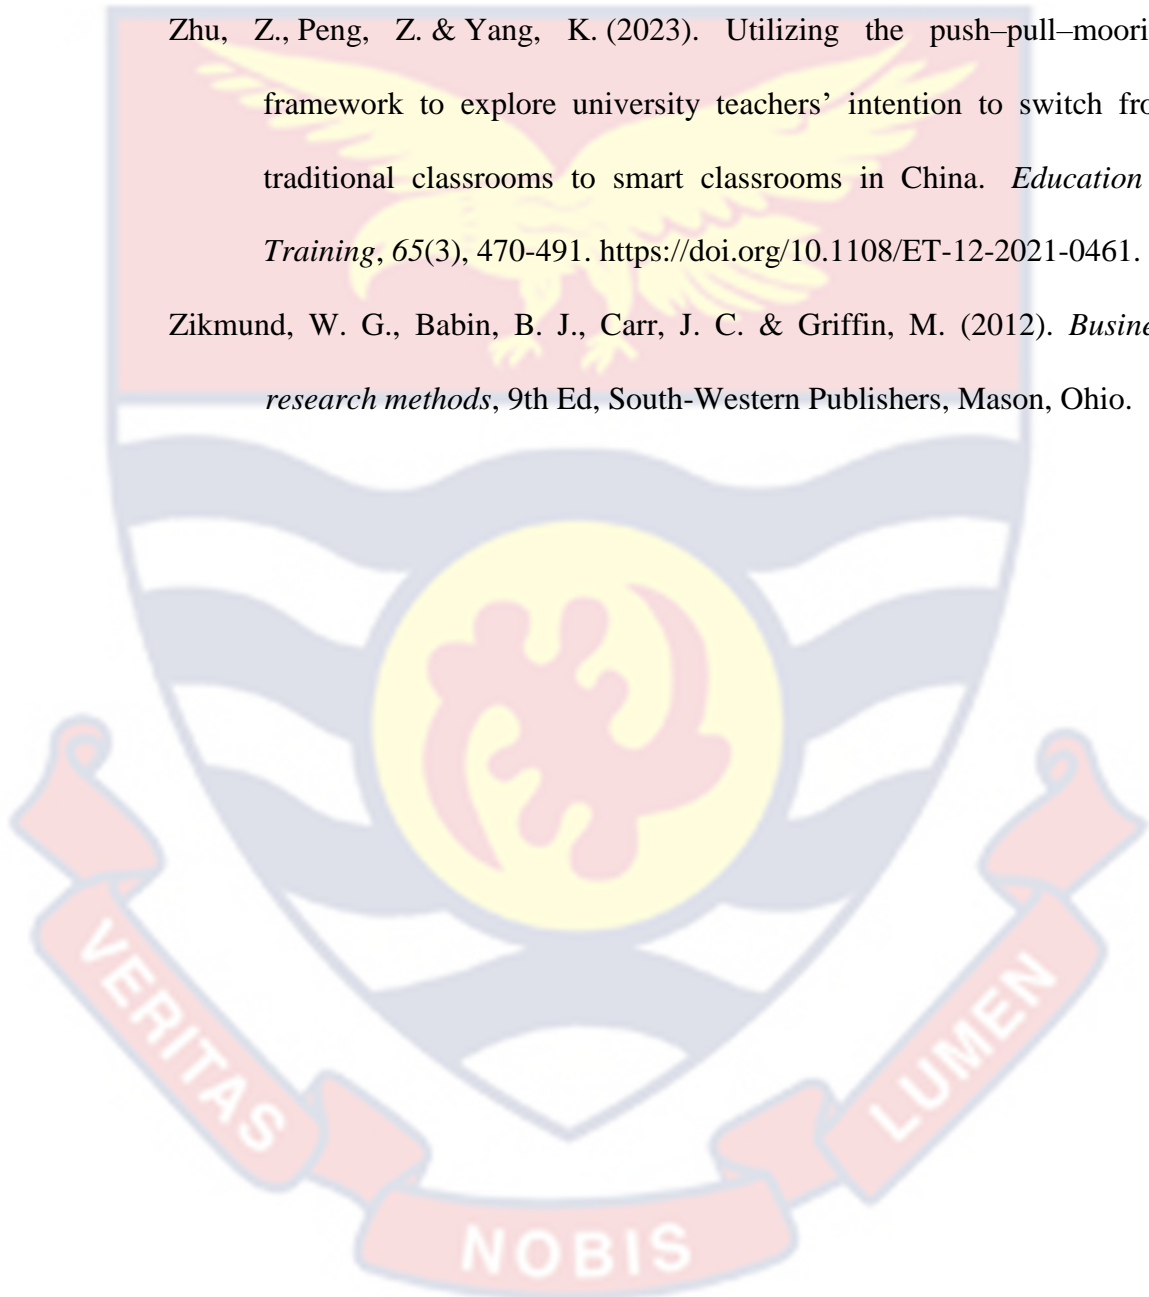 Zhu, Z., Peng, Z. & Yang, K. (2023). Utilizing the push–pull–moori
framework to explore university teachers’ intention to switch fro
traditional classrooms to smart classrooms in China. Education
Training, 65(3), 470-491. https://doi.org/10.1108/ET-12-2021-0461.
Zikmund, W. G., Babin, B. J., Carr, J. C. & Griffin, M. (2012). Busine
research methods, 9th Ed, South-Western Publishers, Mason, Ohio.
VERITAS
NOBIS
LUMEN